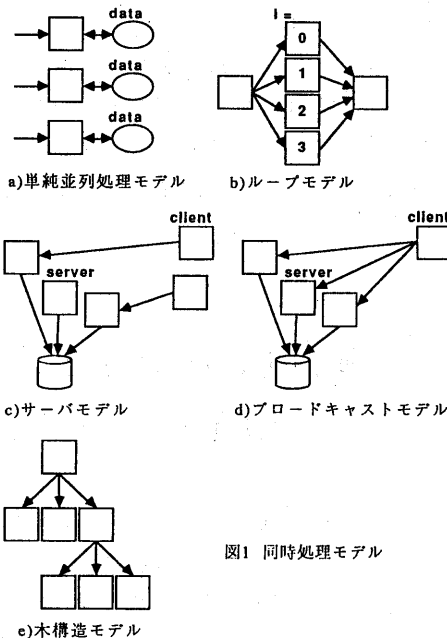 data
data
data
a)単純並列処理モデル
I =
0
1
2
3
b)ループモデル
client
server
c)サーバモデル
client
server
d)ブロードキャストモデル
e)木構造モデル
図1 同時処理モデル